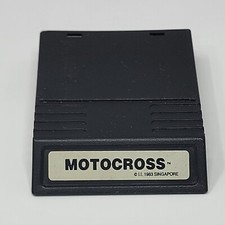 MOTOCROSS™
© I.I. 1983 SINGAPORE